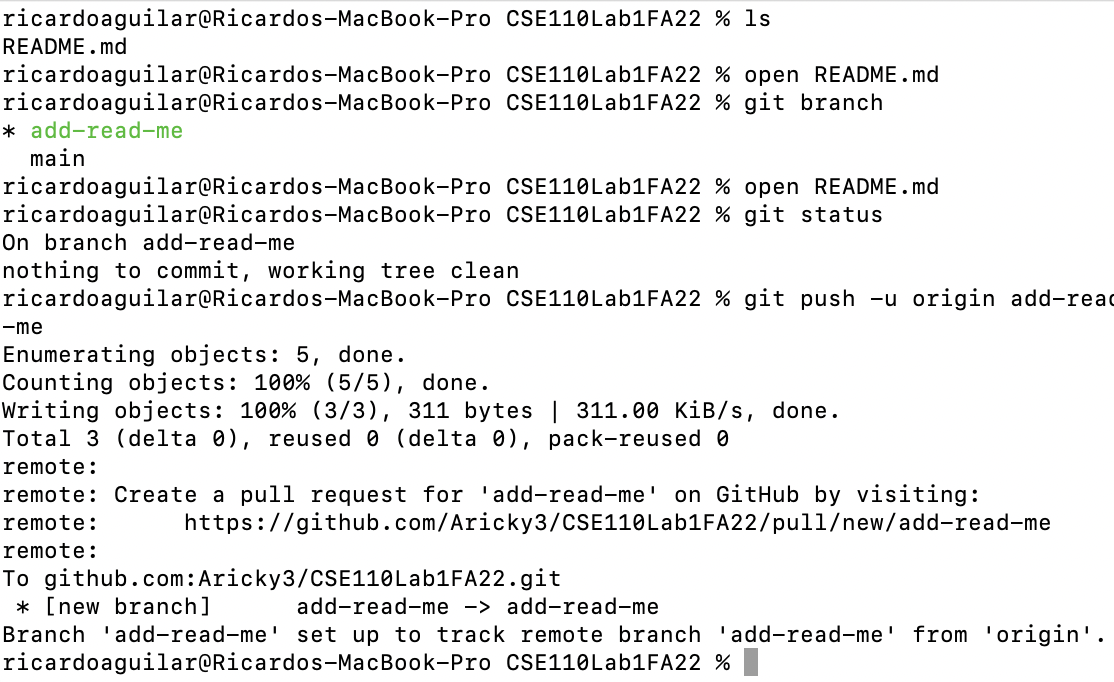 ricardoaguilar@Ricardos-MacBook-Pro CSE110Lab1FA22 % ls
README.md
ricardoaguilar@Ricardos-MacBook-Pro CSE110Lab1FA22 % open README.md
ricardoaguilar@Ricardos-MacBook-Pro CSE110Lab1FA22 % git branch
* add-read-me
  main
ricardoaguilar@Ricardos-MacBook-Pro CSE110Lab1FA22 % open README.md
ricardoaguilar@Ricardos-MacBook-Pro CSE110Lab1FA22 % git status
On branch add-read-me
nothing to commit, working tree clean
ricardoaguilar@Ricardos-MacBook-Pro CSE110Lab1FA22 % git push -u origin add-read
-me
Enumerating objects: 5, done.
Counting objects: 100% (5/5), done.
Writing objects: 100% (3/3), 311 bytes | 311.00 KiB/s, done.
Total 3 (delta 0), reused 0 (delta 0), pack-reused 0
remote:
remote: Create a pull request for 'add-read-me' on GitHub by visiting:
remote:      https://github.com/Aricky3/CSE110Lab1FA22/pull/new/add-read-me
remote:
To github.com:Aricky3/CSE110Lab1FA22.git
 * [new branch]      add-read-me -> add-read-me
Branch 'add-read-me' set up to track remote branch 'add-read-me' from 'origin'.
ricardoaguilar@Ricardos-MacBook-Pro CSE110Lab1FA22 %